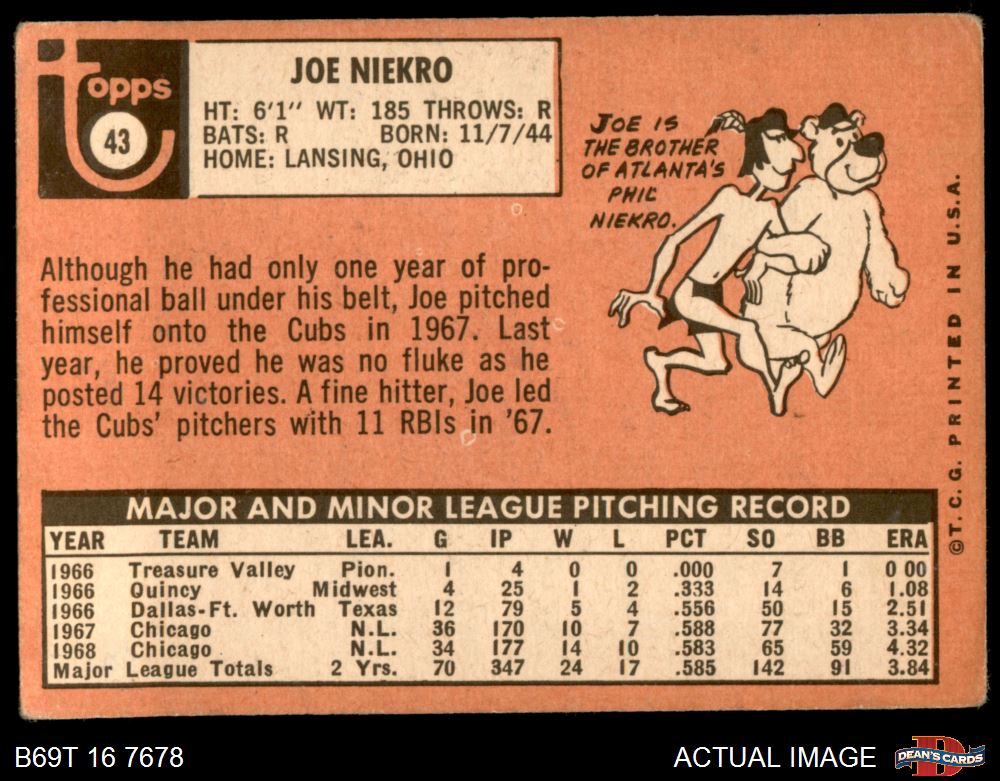 topps
43
JOE NIEKRO
HT: 6'1" WT: 185 THROWS: R
BATS: R BORN: 11/7/44
HOME: LANSING, OHIO
JOE IS
THE BROTHER
OF ATLANTA'S
PHIL
NIEKRO.
Although he had only one year of pro-
fessional ball under his belt, Joe pitched
himself onto the Cubs in 1967. Last
year, he proved he was no fluke as he
posted 14 victories. A fine hitter, Joe led
the Cubs' pitchers with 11 RBIs in '67.
©T.C.G. PRINTED IN U.S.A.
MAJOR AND MINOR LEAGUE PITCHING RECORD
YEAR TEAM LEA. G IP W L PCT SO BB ERA
1966 Treasure Valley Pion. 1 4 0 0 .000 7 1 0 00
1966 Quincy Midwest 4 25 1 2 .333 14 6 1.08
1966 Dallas-Ft. Worth Texas 12 79 5 4 .556 50 15 2.51
1967 Chicago N.L. 36 170 10 7 .588 77 32 3.34
1968 Chicago N.L. 34 177 14 10 .583 65 59 4.32
Major League Totals 2 Yrs. 70 347 24 17 .585 142 91 3.84
B69T 16 7678
ACTUAL IMAGE
D
DEAN'S CARDS